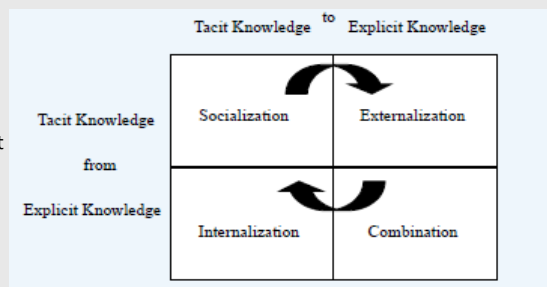 Tacit Knowledge to Explicit Knowledge
Socialization Externalization
Tacit Knowledge
t
from
Explicit Knowledge
Internalization Combination